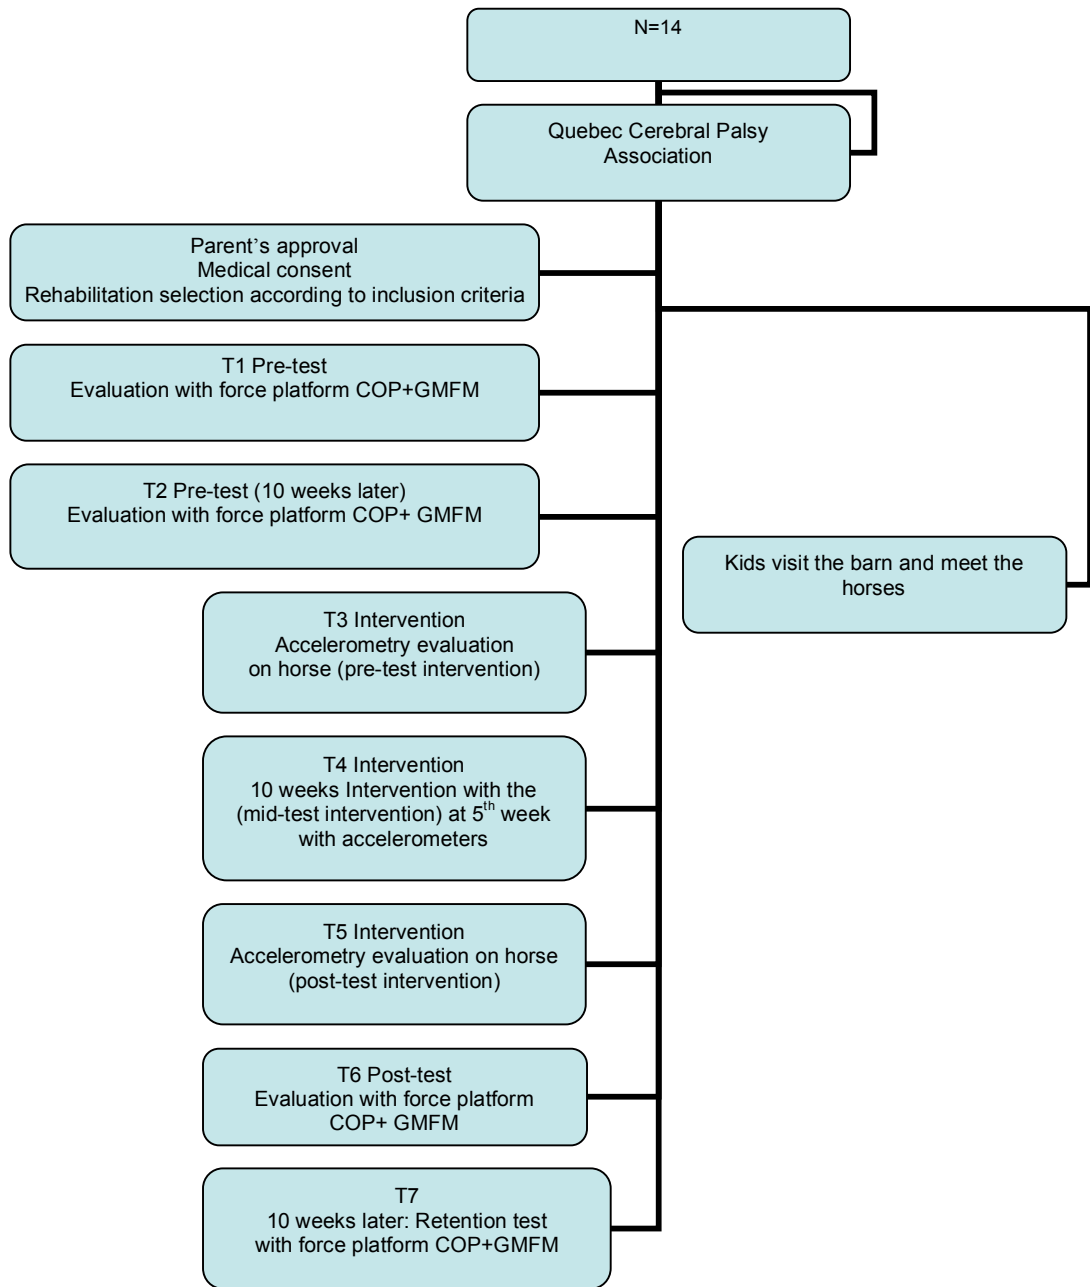 N=14
Quebec Cerebral Palsy
Association
Parent’s approval
Medical consent
Rehabilitation selection according to inclusion criteria
T1 Pre-test
Evaluation with force platform COP+GMFM
T2 Pre-test (10 weeks later)
Evaluation with force platform COP+ GMFM
Kids visit the barn and meet the
horses
T3 Intervention
Accelerometry evaluation
on horse (pre-test intervention)
T4 Intervention
10 weeks Intervention with the
(mid-test intervention) at 5th week
with accelerometers
T5 Intervention
Accelerometry evaluation on horse
(post-test intervention)
T6 Post-test
Evaluation with force platform
COP+ GMFM
T7
10 weeks later: Retention test
with force platform COP+GMFM